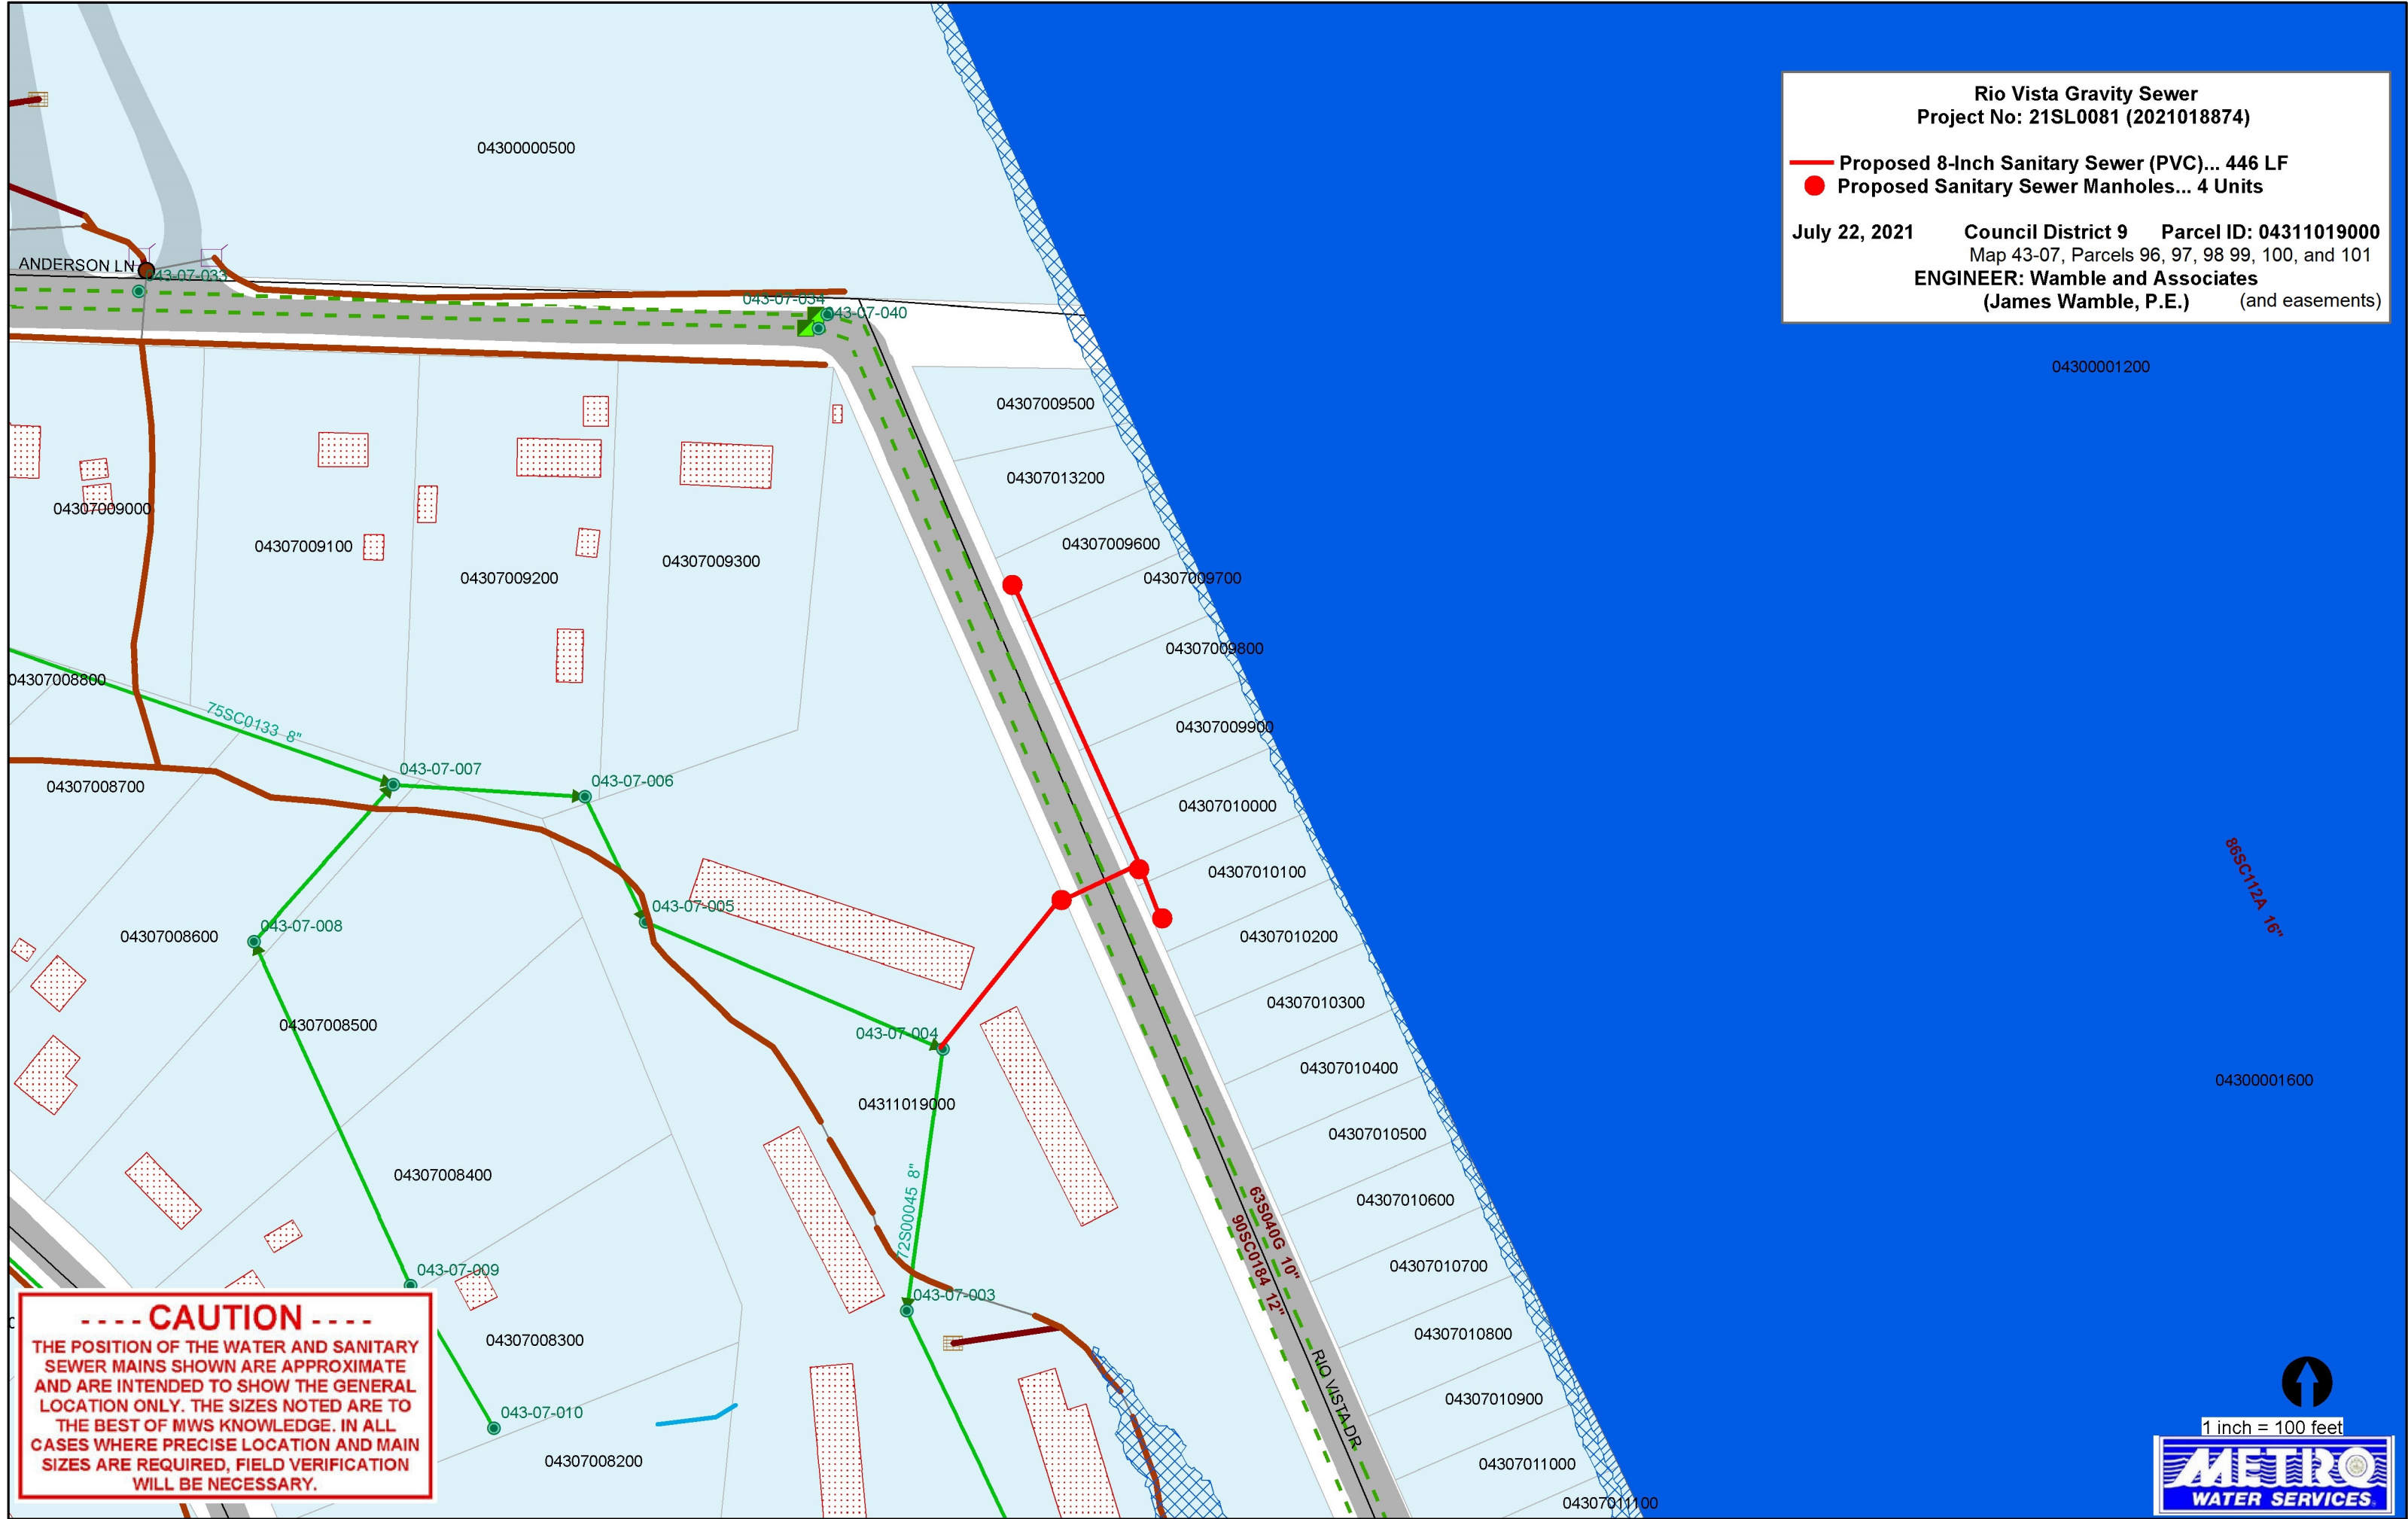 Rio Vista Gravity Sewer
Project No: 21SL0081 (2021018874)
Proposed 8-Inch Sanitary Sewer (PVC)... 446 LF
Proposed Sanitary Sewer Manholes... 4 Units
July 22, 2021 Council District 9 Parcel ID: 04311019000
Map 43-07, Parcels 96, 97, 98 99, 100, and 101
ENGINEER: Wamble and Associates
(James Wamble, P.E.) (and easements)
04300000500
ANDERSON LN
043-07-033
043-07-034
043-07-040
04300001200
04307009500
04307013200
04307009000
04307009100
04307009200
04307009300
04307009600
04307009700
04307009800
04307008800
75SC0133 8"
04307009900
043-07-007
043-07-006
04307008700
04307010000
04307010100
86SC112A 16"
043-07-005
043-07-008
04307008600
04307010200
04307010300
04307008500
043-07-004
04307010400
04300001600
04311019000
04307010500
04307008400
72S00045 8"
04307010600
63S040G 10"
90SC0184 12"
04307010700
043-07-009
043-07-003
04307008300
04307010800
RIO VISTA DR
04307010900
043-07-010
04307008200
04307011000
04307011100
- - - - CAUTION - - - -
THE POSITION OF THE WATER AND SANITARY
SEWER MAINS SHOWN ARE APPROXIMATE
AND ARE INTENDED TO SHOW THE GENERAL
LOCATION ONLY. THE SIZES NOTED ARE TO
THE BEST OF MWS KNOWLEDGE. IN ALL
CASES WHERE PRECISE LOCATION AND MAIN
SIZES ARE REQUIRED, FIELD VERIFICATION
WILL BE NECESSARY.
1 inch = 100 feet
METRO
WATER SERVICES